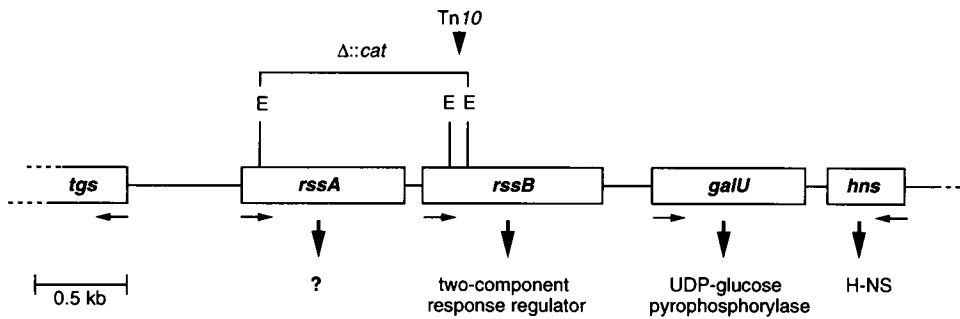 Tn10
Δ::cat
E E E
tgs rssA rssB galU hns
? two-component response regulator UDP-glucose pyrophosphorylase H-NS
0.5 kb